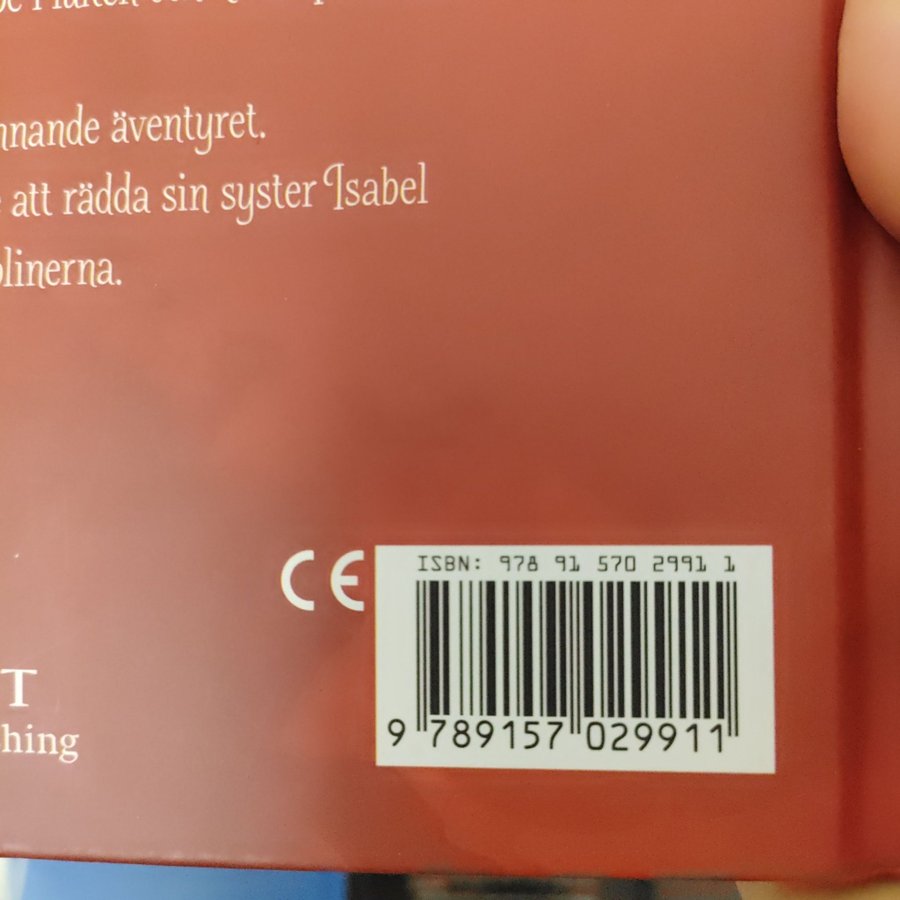 nnande äventyret.
att rädda sin syster Isabel
linerna.
CE
ISBN: 978 91 570 2991 1
9 789157 029911
T
hing